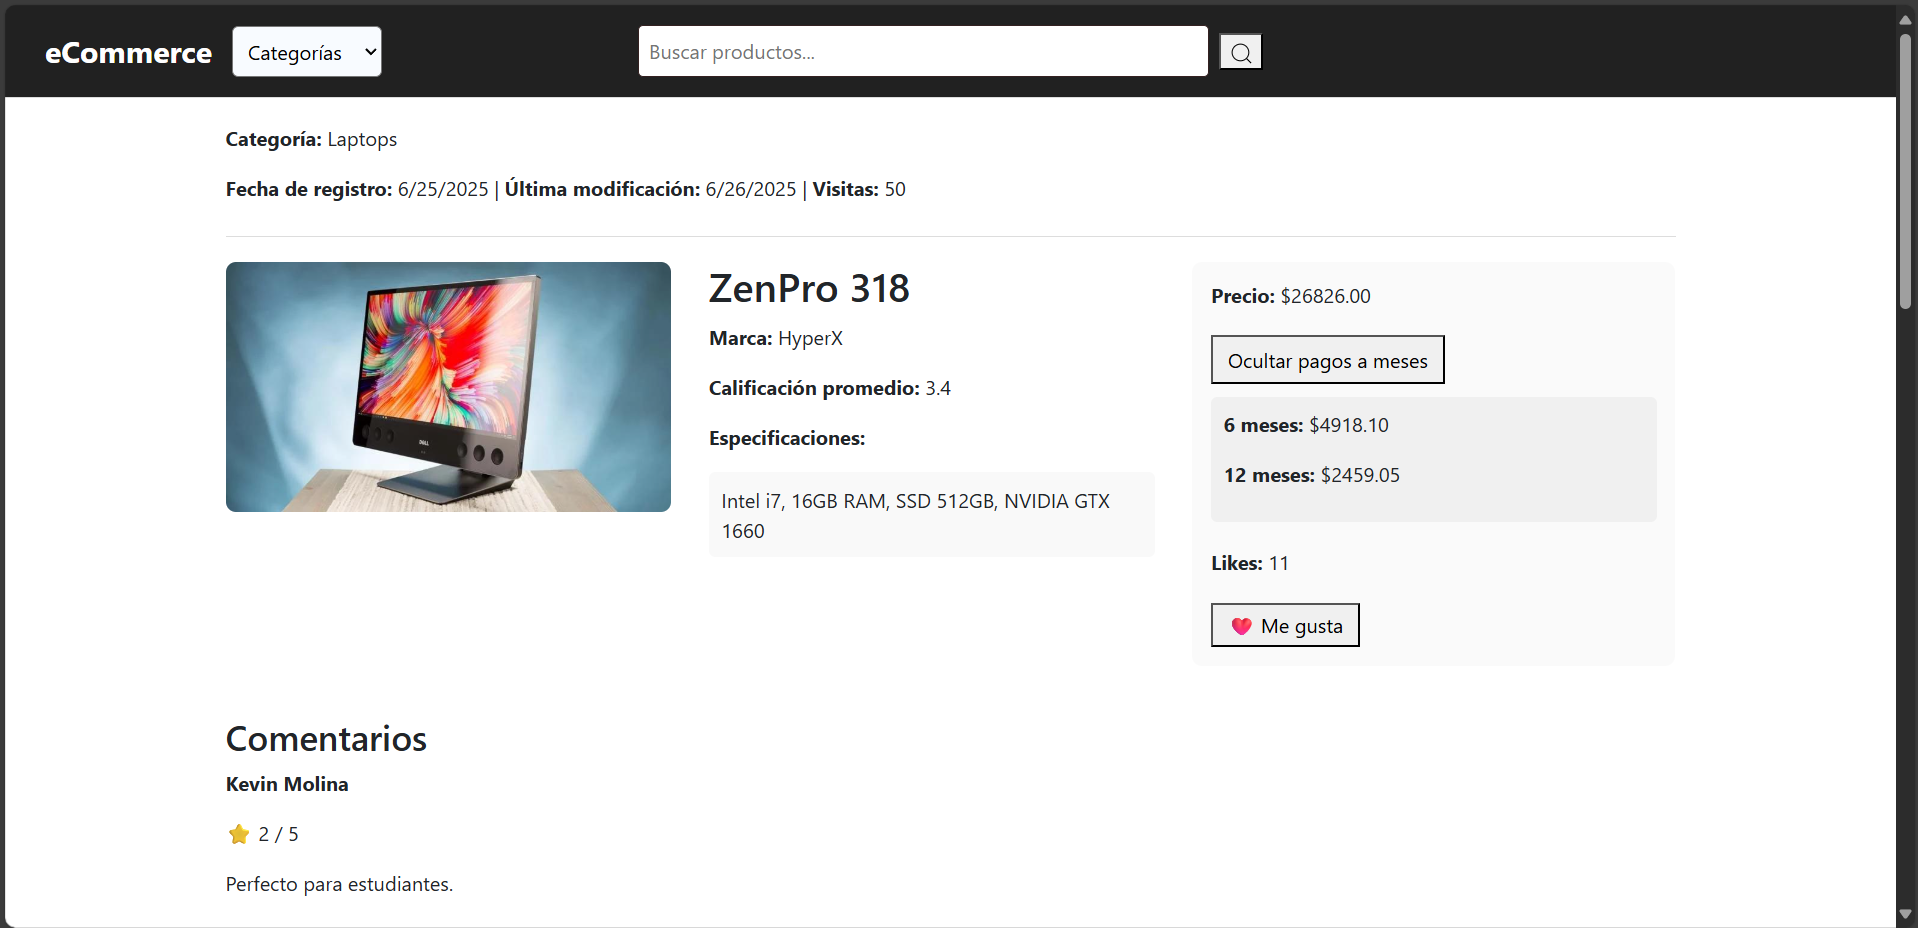 eCommerce
Categorías
Buscar productos...
Categoría: Laptops
Fecha de registro: 6/25/2025 | Última modificación: 6/26/2025 | Visitas: 50
DELL
ZenPro 318
Marca: HyperX
Calificación promedio: 3.4
Especificaciones:
Intel i7, 16GB RAM, SSD 512GB, NVIDIA GTX
1660
Precio: $26826.00
Ocultar pagos a meses
6 meses: $4918.10
12 meses: $2459.05
Likes: 11
Me gusta
Comentarios
Kevin Molina
2 / 5
Perfecto para estudiantes.